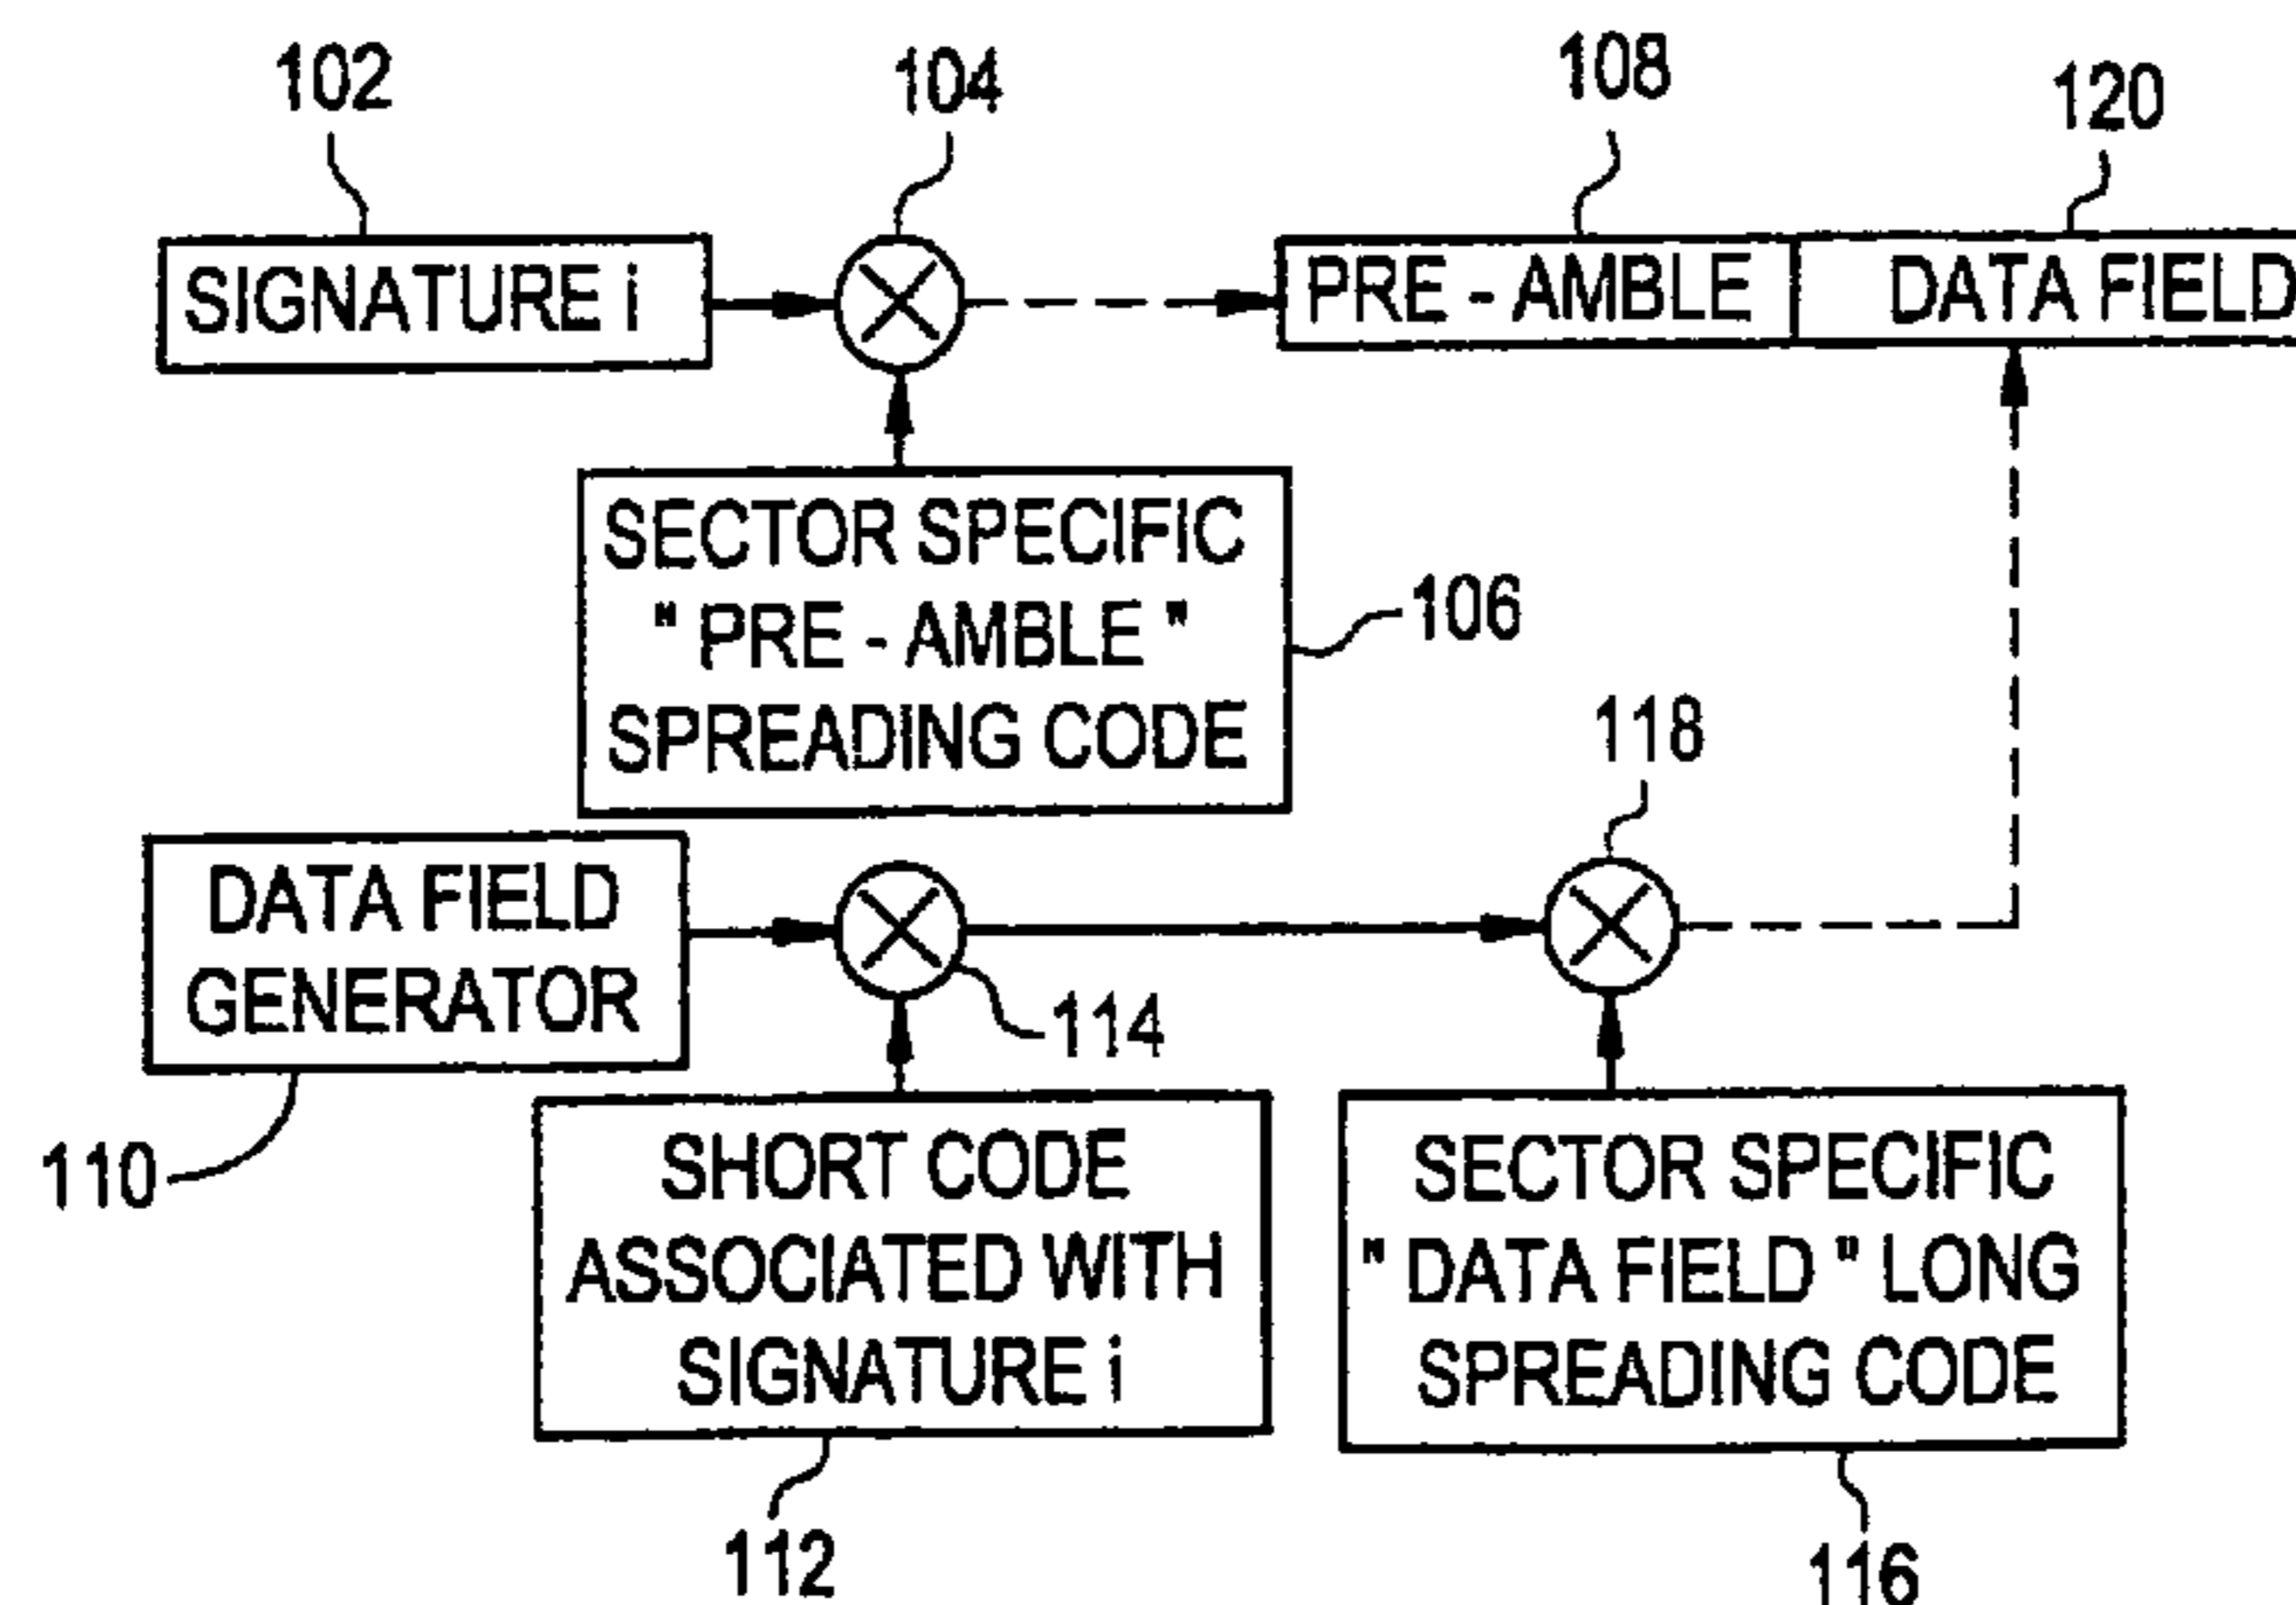 102
104
108
120
SIGNATURE i
PRE - AMBLE
DATA FIELD
SECTOR SPECIFIC
" PRE - AMBLE "
SPREADING CODE
106
118
DATA FIELD
GENERATOR
114
110
SHORT CODE
ASSOCIATED WITH
SIGNATURE i
SECTOR SPECIFIC
" DATA FIELD " LONG
SPREADING CODE
112
116